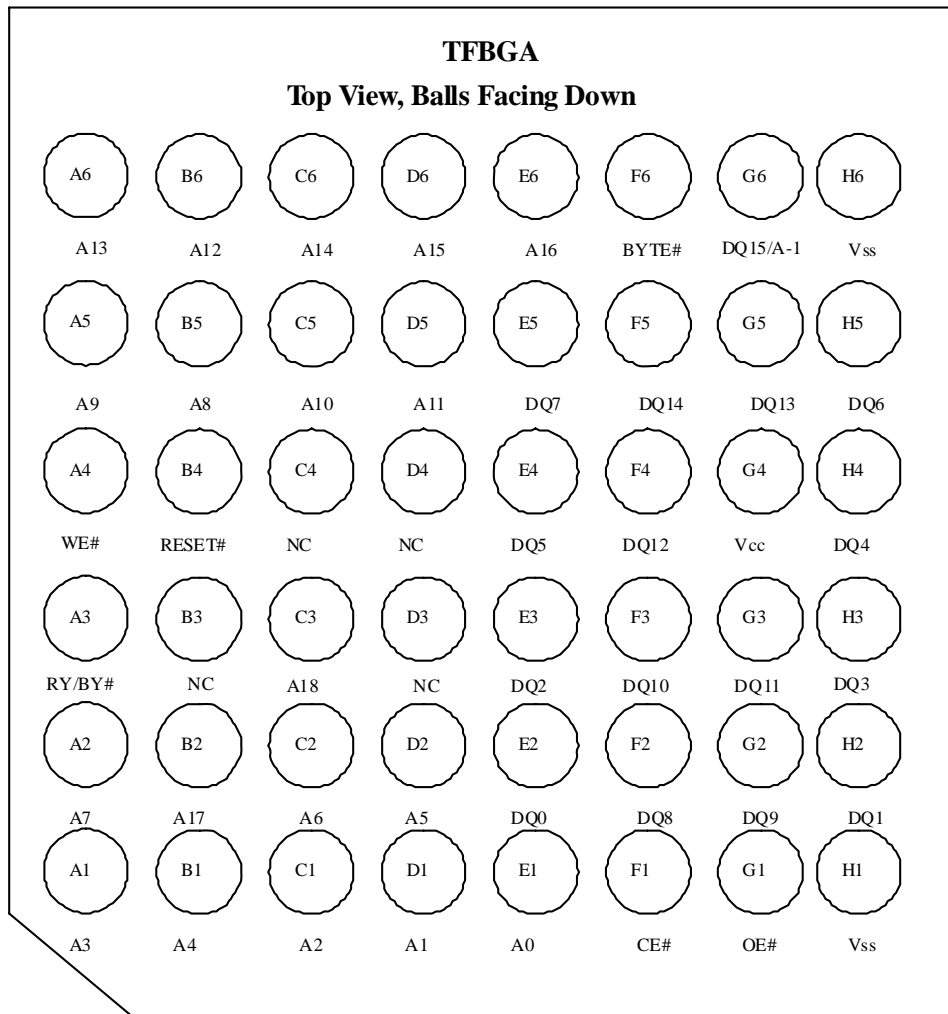 TFBGA
Top View, Balls Facing Down
A6 B6 C6 D6 E6 F6 G6 H6
A13 A12 A14 A15 A16 BYTE# DQ15/A-1 Vss
A5 B5 C5 D5 E5 F5 G5 H5
A9 A8 A10 A11 DQ7 DQ14 DQ13 DQ6
A4 B4 C4 D4 E4 F4 G4 H4
WE# RESET# NC NC DQ5 DQ12 Vcc DQ4
A3 B3 C3 D3 E3 F3 G3 H3
RY/BY# NC A18 NC DQ2 DQ10 DQ11 DQ3
A2 B2 C2 D2 E2 F2 G2 H2
A7 A17 A6 A5 DQ0 DQ8 DQ9 DQ1
A1 B1 C1 D1 E1 F1 G1 H1
A3 A4 A2 A1 A0 CE# OE# Vss